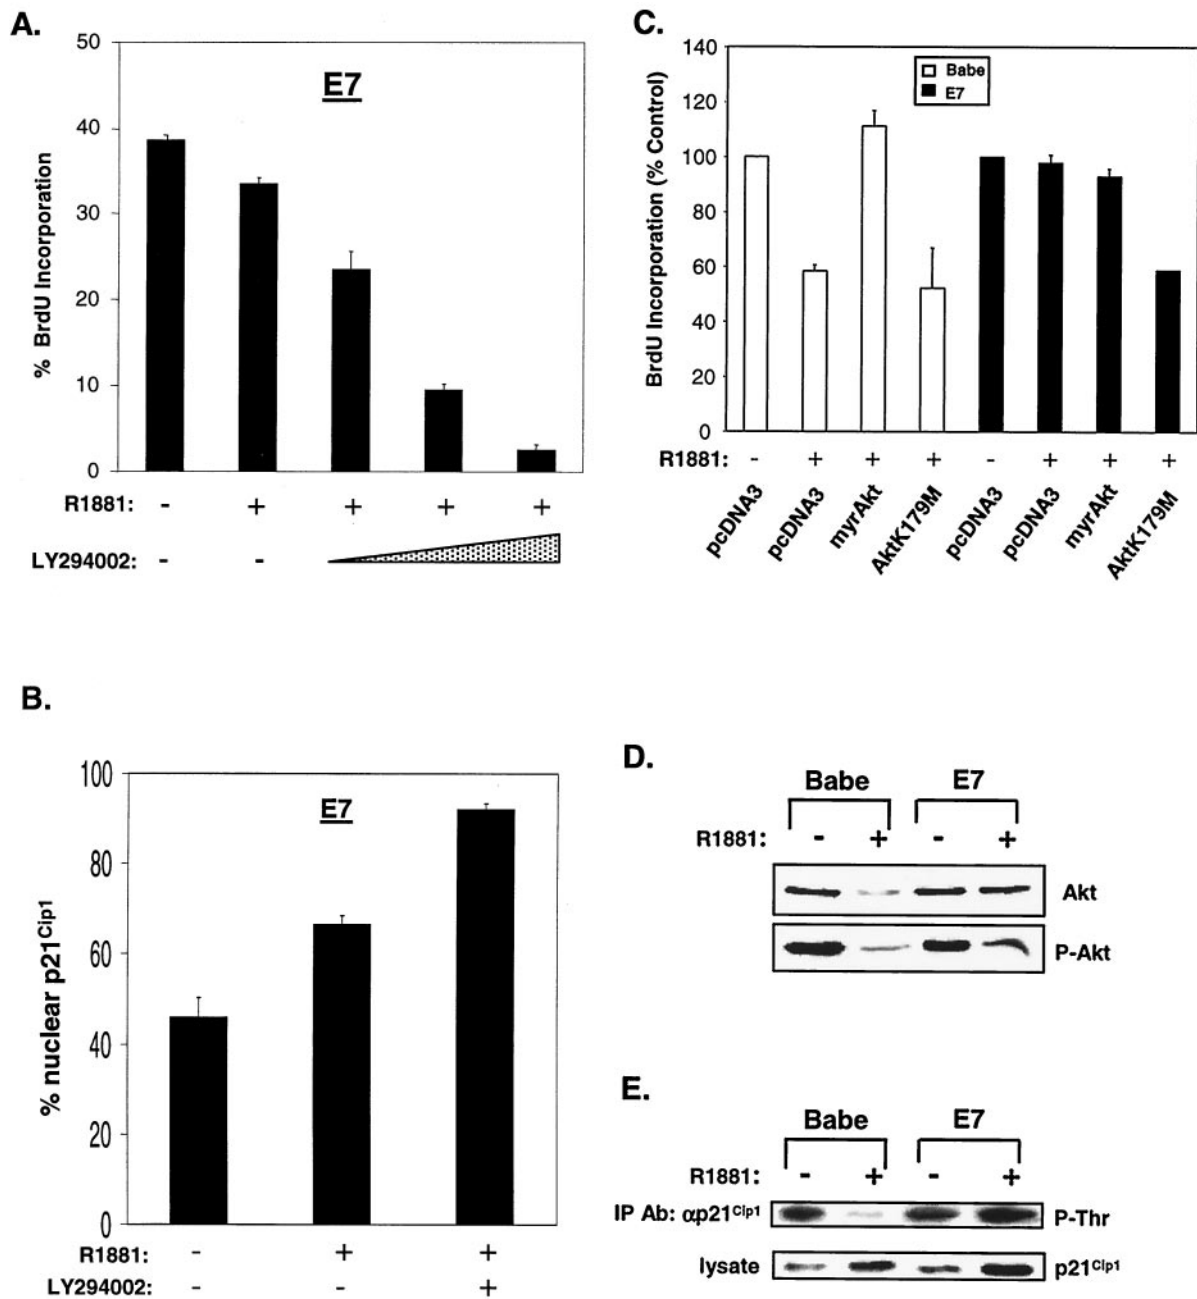 A.
E7
% BrdU Incorporation
50
40
30
20
10
0
R1881: - + + + +
LY294002: - -
B.
E7
% nuclear p21Cip1
100
80
60
40
20
0
R1881: - + +
LY294002: - - +
C.
Babe
E7
BrdU Incorporation (% Control)
140
120
100
80
60
40
20
0
R1881: - + + + - + + +
pcDNA3 pcDNA3 myrAkt AktK179M pcDNA3 pcDNA3 myrAkt AktK179M
D.
Babe E7
R1881: - + - +
Akt
P-Akt
E.
Babe E7
R1881: - + - +
IP Ab: αp21Cip1 P-Thr
lysate p21Cip1